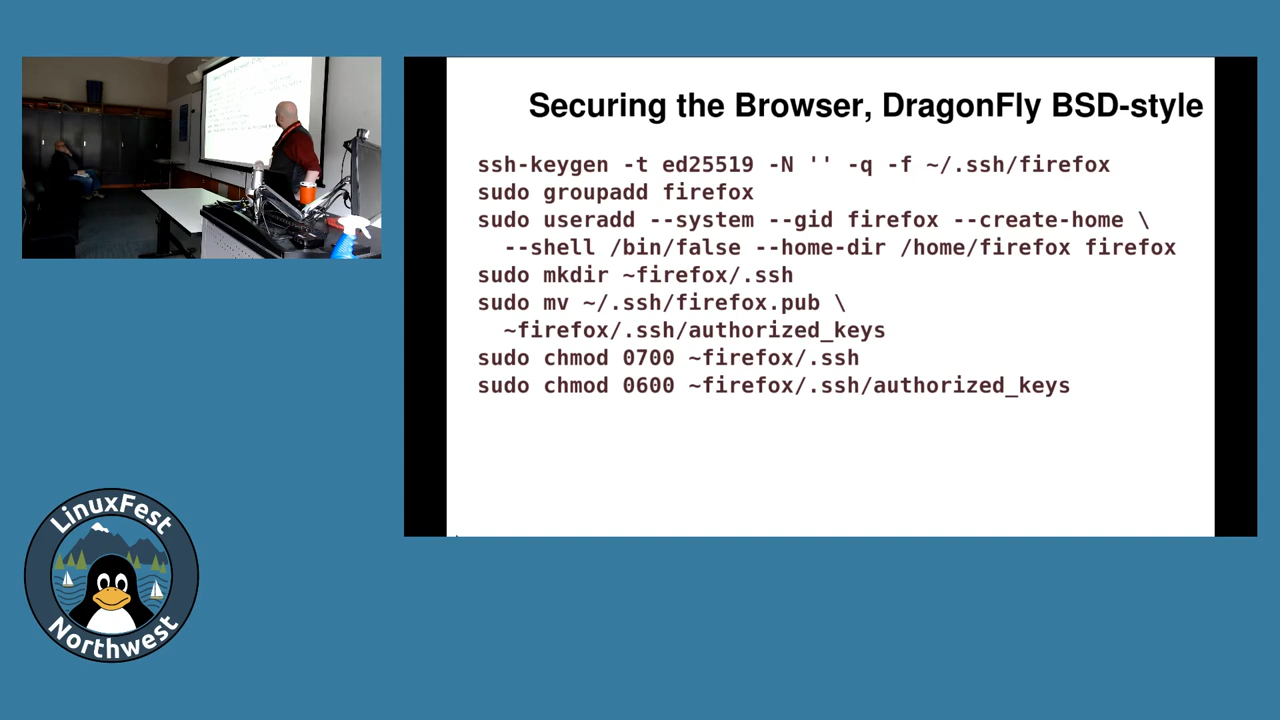 Securing the Browser, DragonFly BSD-style
ssh-keygen -t ed25519 -N '' -q -f ~/.ssh/firefox
sudo groupadd firefox
sudo useradd --system --gid firefox --create-home \
--shell /bin/false --home-dir /home/firefox firefox
sudo mkdir ~firefox/.ssh
sudo mv ~/.ssh/firefox.pub \
~firefox/.ssh/authorized_keys
sudo chmod 0700 ~firefox/.ssh
sudo chmod 0600 ~firefox/.ssh/authorized_keys
LinuxFest
Northwest